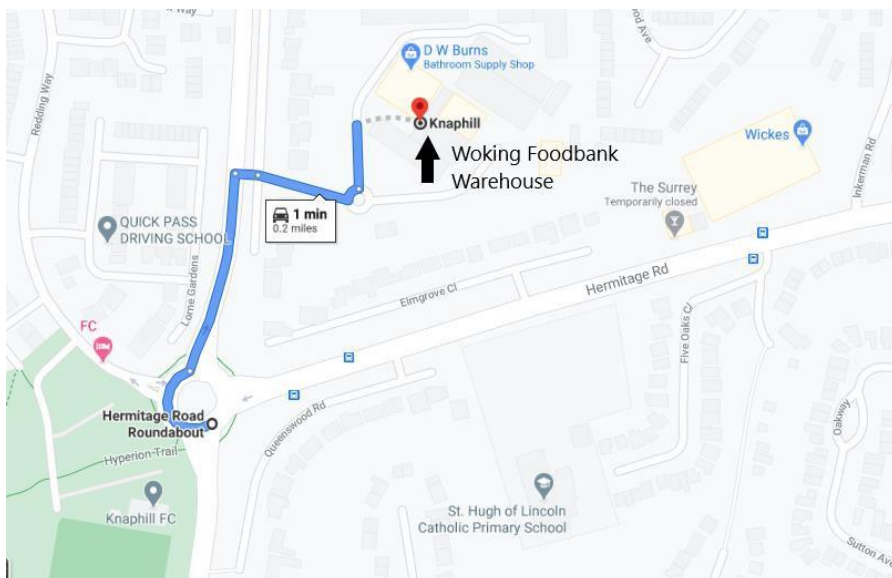 Redding Way
D W Burns
Bathroom Supply Shop
Knaphill
Woking Foodbank
Warehouse
Wickes
Inkerman Rd
The Surrey
Temporarily closed
1 min
0.2 miles
QUICK PASS
DRIVING SCHOOL
Lorne Gardens
Elmgrove Cl
Hermitage Rd
FC
Five Oaks Cl
Hermitage Road
Roundabout
Queenswood Rd
Oakway
Hyperion-Trail
Knaphill FC
St. Hugh of Lincoln
Catholic Primary School
Sutton Ave